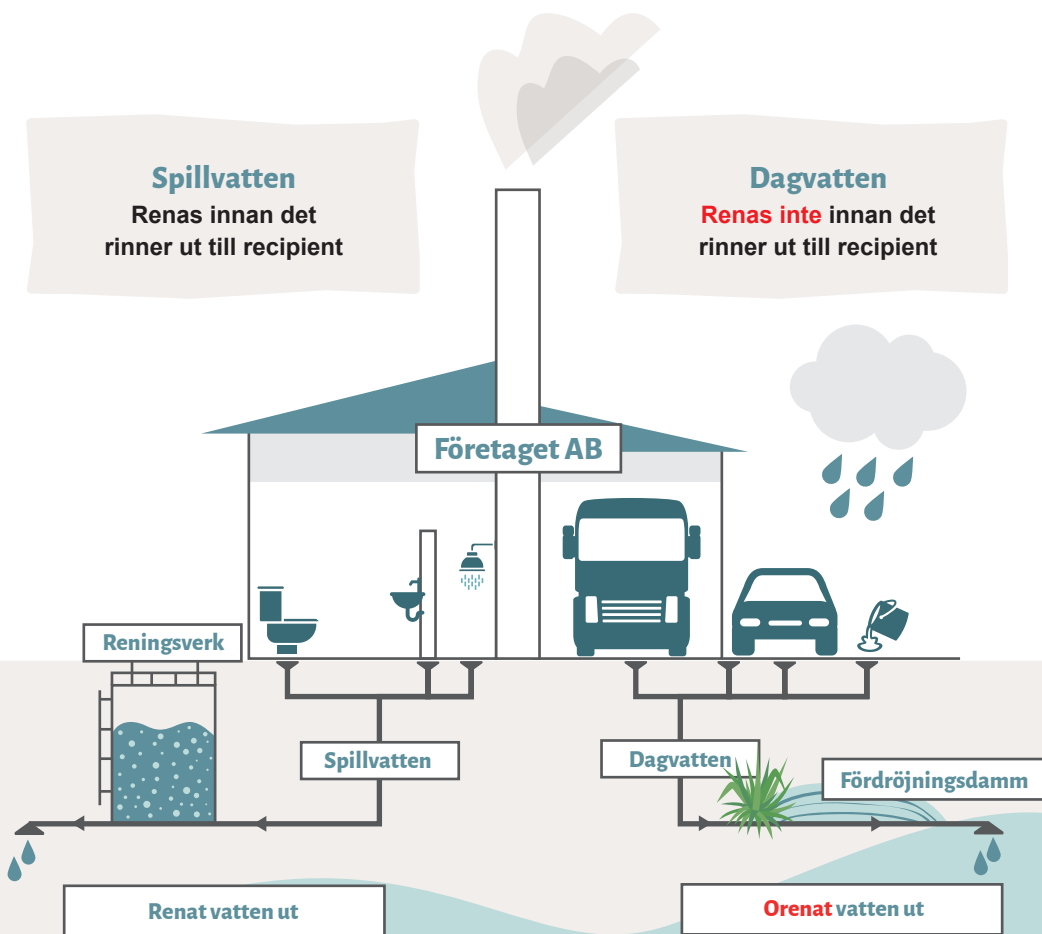 Spillvatten
Renas innan det
rinner ut till recipient
Dagvatten
Renas inte innan det
rinner ut till recipient
Företaget AB
Reningsverk
Spillvatten
Dagvatten
Fördröjningsdamm
Renat vatten ut
Orenat vatten ut